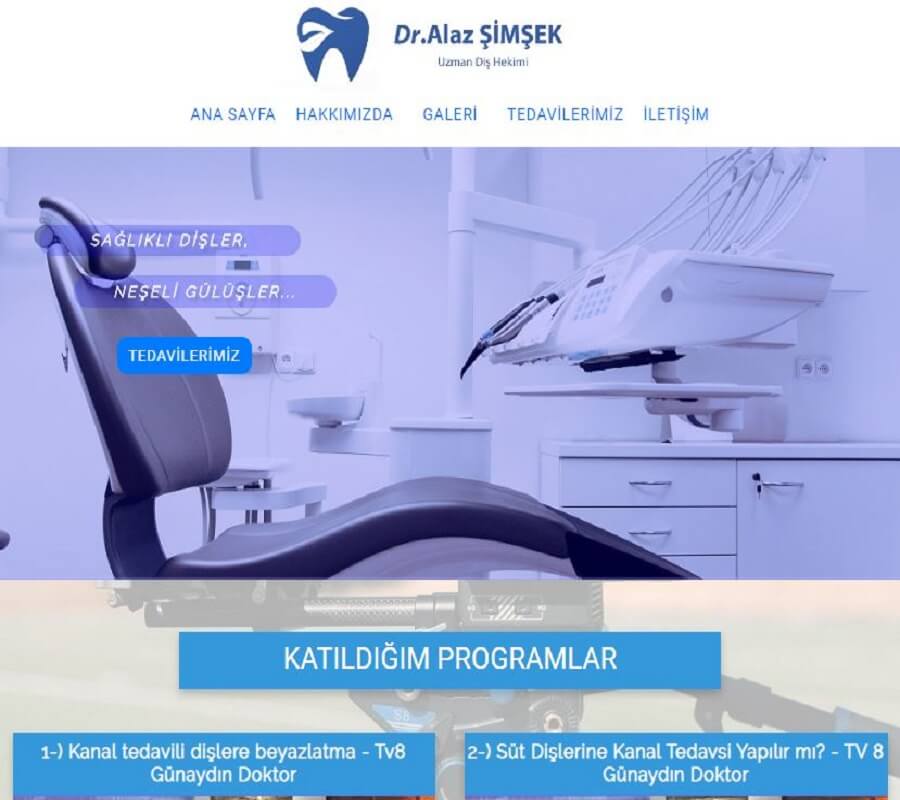 Dr.Alaz ŞİMŞEK
Uzman Diş Hekimi
ANA SAYFA HAKKIMIZDA GALERİ TEDAVİLERİMİZ İLETİŞİM
SAĞLIKLI DİŞLER,
NEŞELİ GÜLÜŞLER...
TEDAVİLERİMİZ
KATILDIĞIM PROGRAMLAR
1-) Kanal tedavili dişlere beyazlatma - Tv8
Günaydın Doktor
2-) Süt Dişlerine Kanal Tedavsi Yapılır mı? - TV 8
Günaydın Doktor